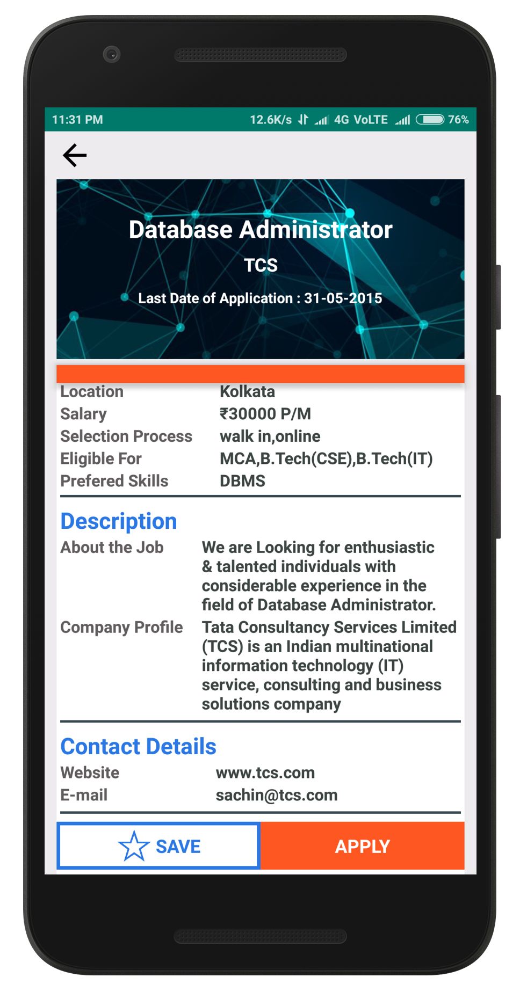 11:31 PM 12.6K/s 4G VoLTE 76%
Database Administrator
TCS
Last Date of Application : 31-05-2015
Location Kolkata
Salary ₹30000 P/M
Selection Process walk in,online
Eligible For MCA,B.Tech(CSE),B.Tech(IT)
Prefered Skills DBMS
Description
About the Job We are Looking for enthusiastic
& talented individuals with
considerable experience in the
field of Database Administrator.
Company Profile Tata Consultancy Services Limited
(TCS) is an Indian multinational
information technology (IT)
service, consulting and business
solutions company
Contact Details
Website www.tcs.com
E-mail sachin@tcs.com
SAVE APPLY